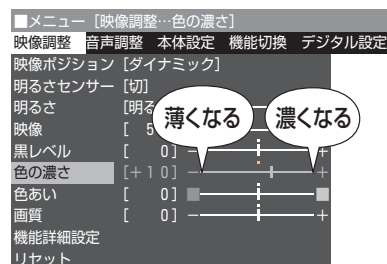 ■メニュー [映像調整…色の濃さ]
映像調整 音声調整 本体設定 機能切換 デジタル設定
映像ポジション [ダイナミック]
明るさセンサー [切]
明るさ [明る
映像 [ 5
黒レベル [ 0] - +
色の濃さ [+10] - +
色あい [ 0]
画質 [ 0] - +
機能詳細設定
リセット
薄くなる
濃くなる